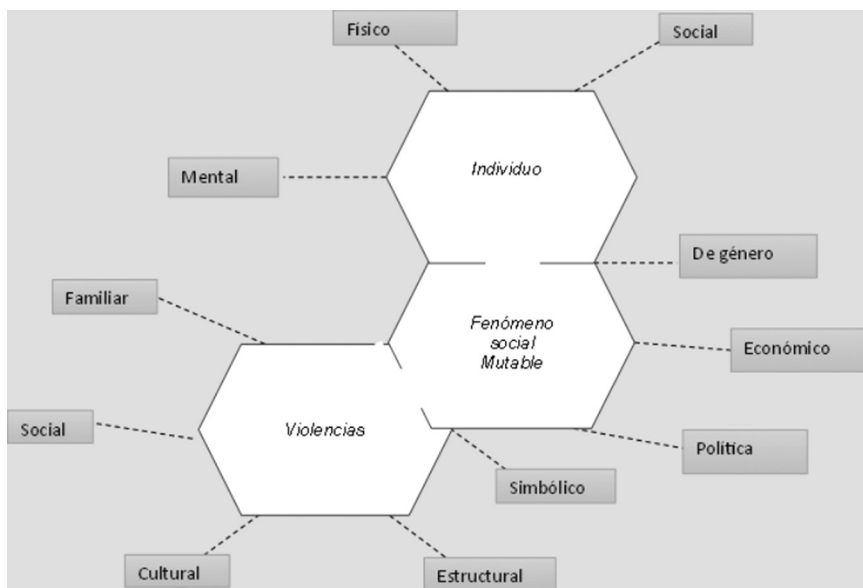 Físico
Social
Individuo
Mental
De género
Familiar
Fenómeno
social
Mutable
Económico
Social
Violencias
Política
Simbólico
Cultural
Estructural